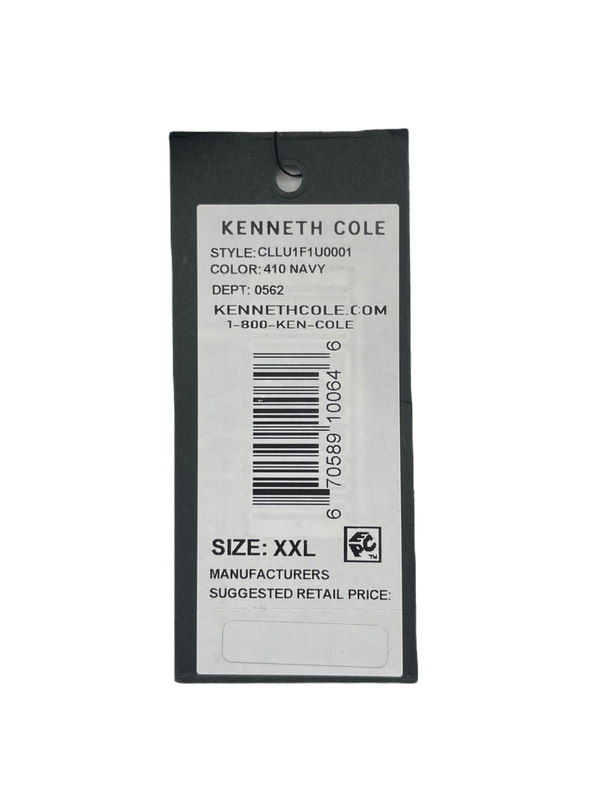 KENNETH COLE
STYLE: CLLU1F1U0001
COLOR: 410 NAVY
DEPT: 0562
KENNETHCOLE.COM
1-800-KEN-COLE
6 70589 10064 6
SIZE: XXL
EPC™
MANUFACTURERS
SUGGESTED RETAIL PRICE: